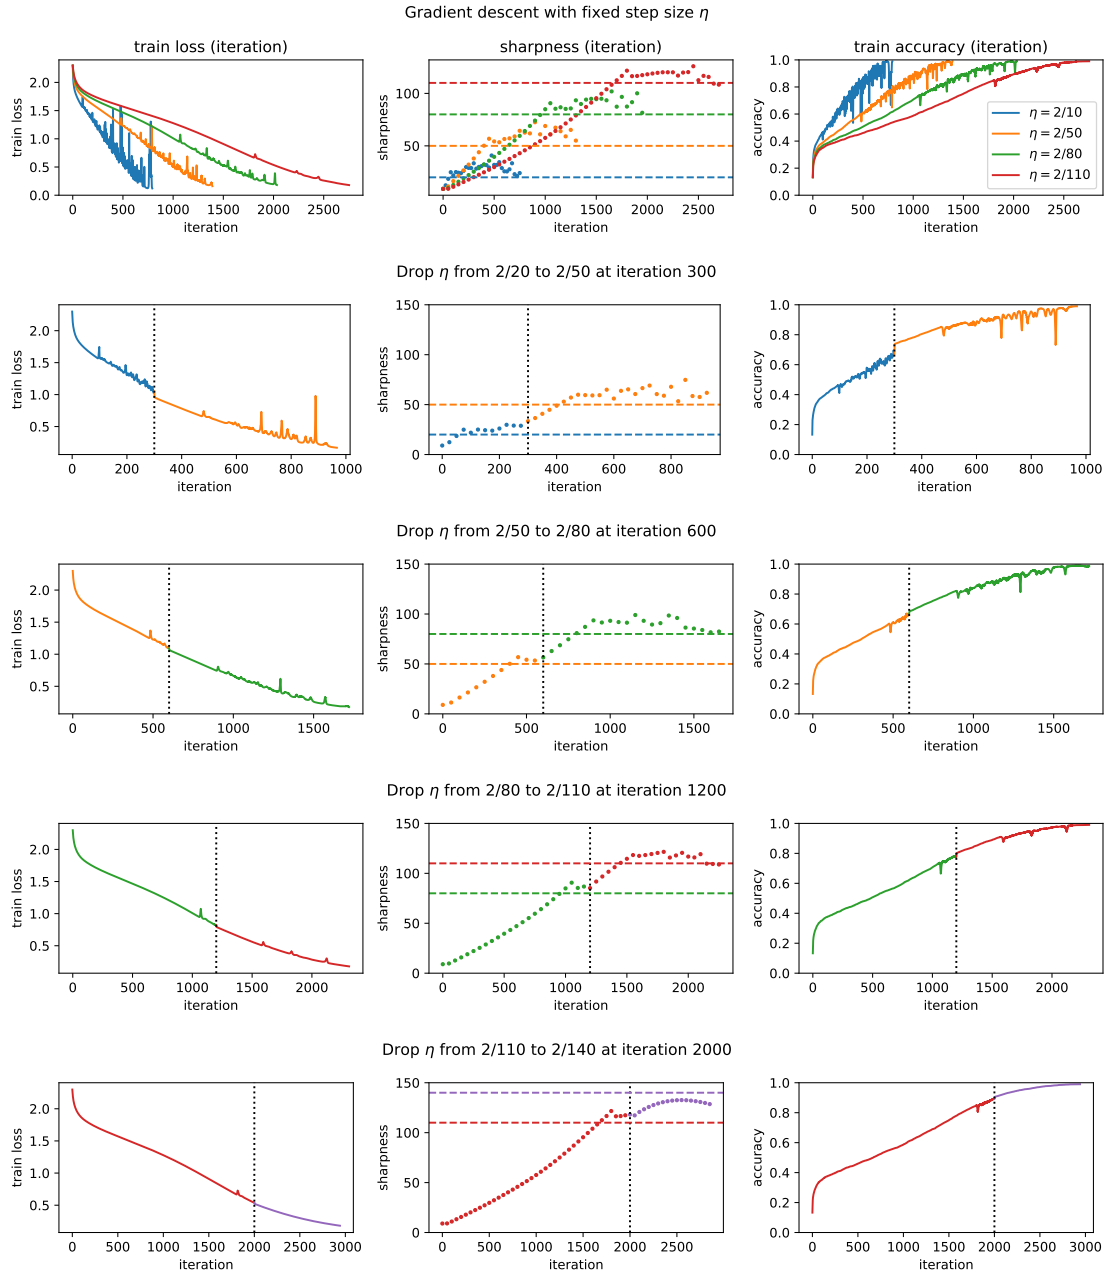 Gradient descent with fixed step size η
train loss (iteration)
sharpness (iteration)
train accuracy (iteration)
train loss
2.0
1.5
1.0
0.5
0.0
0 500 1000 1500 2000 2500
iteration
sharpness
100
50
0 500 1000 1500 2000 2500
iteration
accuracy
1.0
0.8
0.6
0.4
0.2
0.0
η = 2/10
η = 2/50
η = 2/80
η = 2/110
0 500 1000 1500 2000 2500
iteration
Drop η from 2/20 to 2/50 at iteration 300
train loss
2.0
1.5
1.0
0.5
0 200 400 600 800 1000
iteration
sharpness
150
100
50
0
0 200 400 600 800
iteration
accuracy
1.0
0.8
0.6
0.4
0.2
0.0
0 200 400 600 800 1000
iteration
Drop η from 2/50 to 2/80 at iteration 600
train loss
2.0
1.5
1.0
0.5
0 500 1000 1500
iteration
sharpness
150
100
50
0
0 500 1000 1500
iteration
accuracy
1.0
0.8
0.6
0.4
0.2
0.0
0 500 1000 1500
iteration
Drop η from 2/80 to 2/110 at iteration 1200
train loss
2.0
1.5
1.0
0.5
0 500 1000 1500 2000
iteration
sharpness
150
100
50
0
0 500 1000 1500 2000
iteration
accuracy
1.0
0.8
0.6
0.4
0.2
0.0
0 500 1000 1500 2000
iteration
Drop η from 2/110 to 2/140 at iteration 2000
train loss
2.0
1.5
1.0
0.5
0 500 1000 1500 2000 2500 3000
iteration
sharpness
150
100
50
0
0 500 1000 1500 2000 2500
iteration
accuracy
1.0
0.8
0.6
0.4
0.2
0.0
0 500 1000 1500 2000 2500 3000
iteration